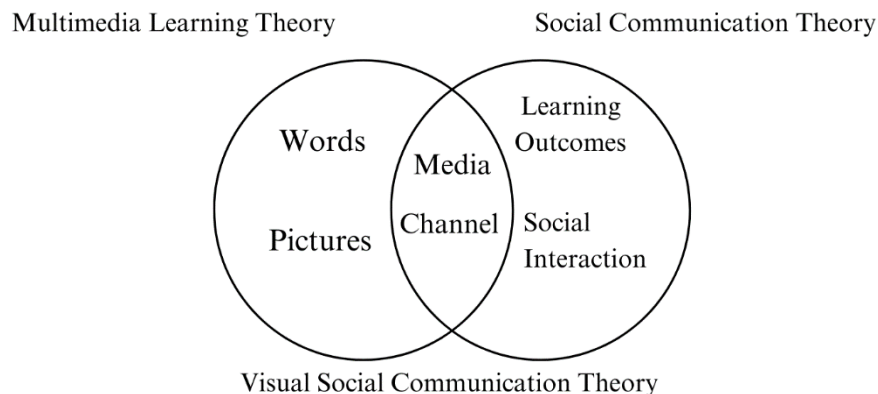 Multimedia Learning Theory
Social Communication Theory
Words
Pictures
Media
Channel
Learning
Outcomes
Social
Interaction
Visual Social Communication Theory